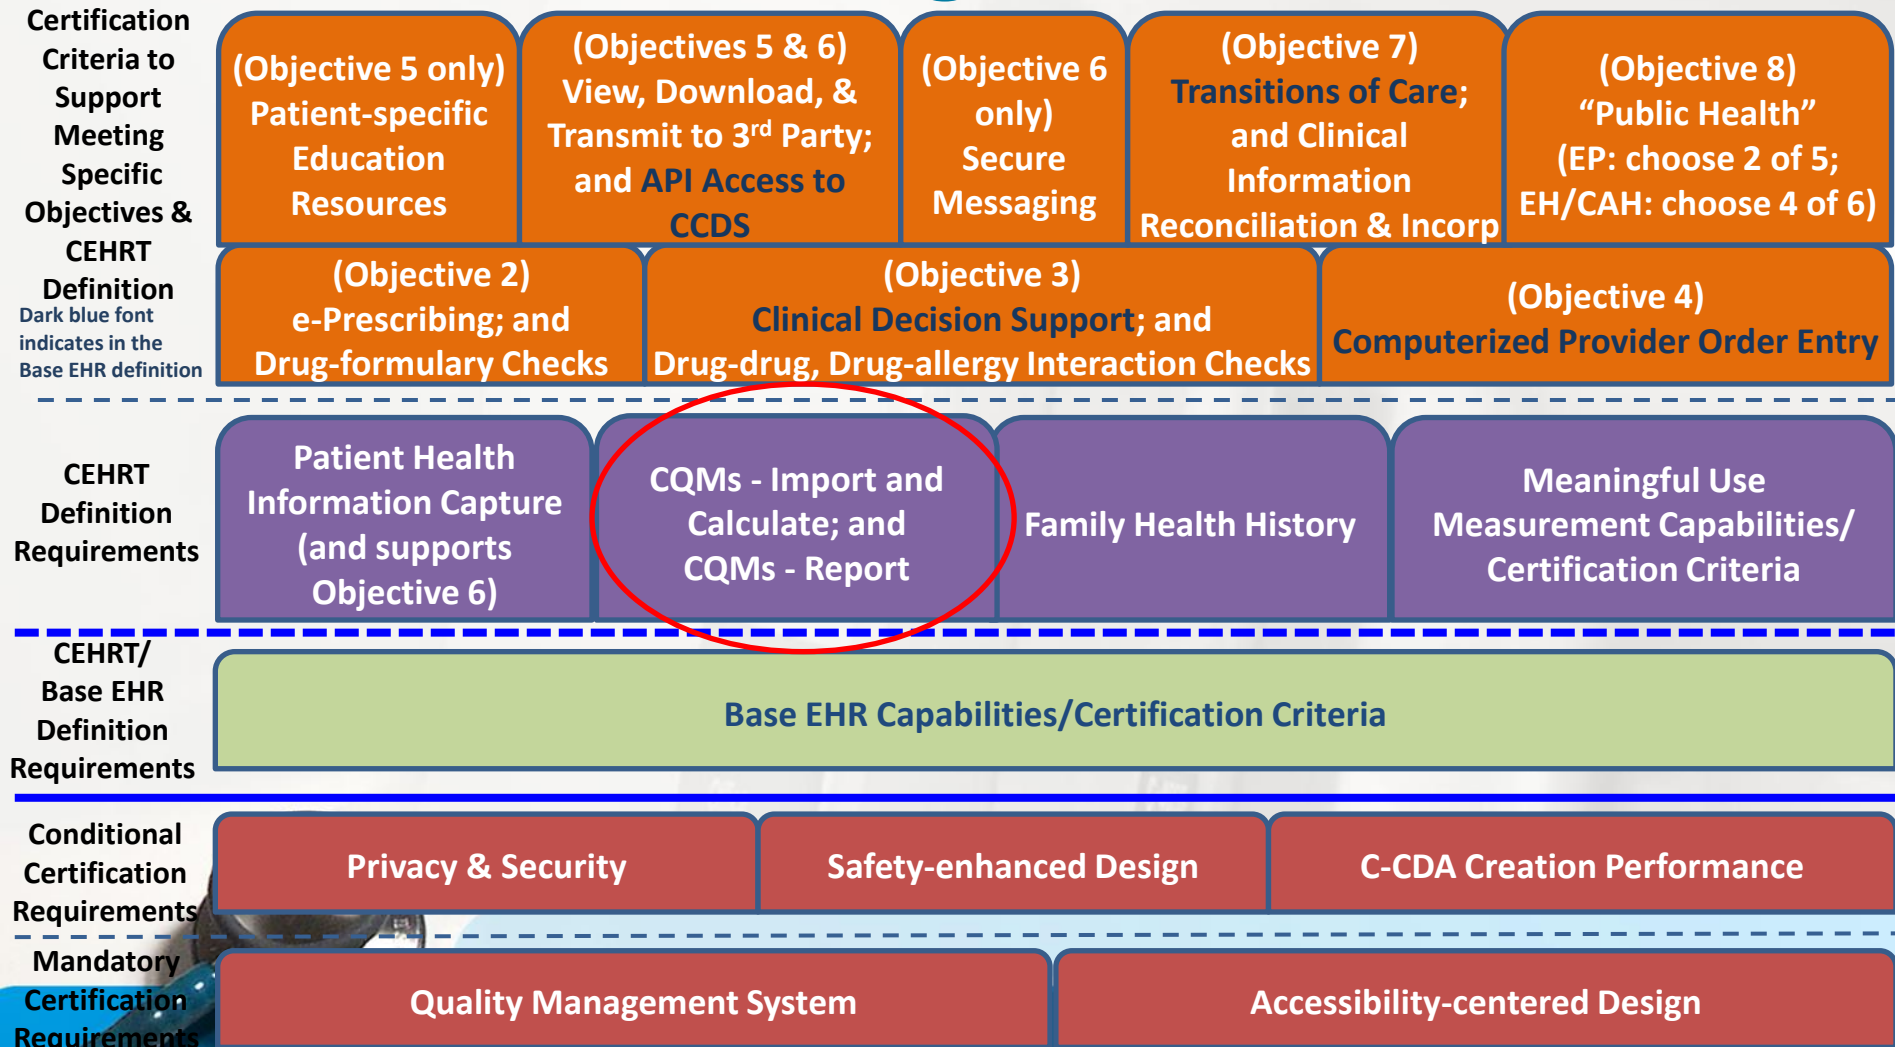 Certification
Criteria to
Support
Meeting
Specific
Objectives &
CEHRT
Definition
Dark blue font
indicates in the
Base EHR definition
(Objective 5 only)
Patient-specific
Education
Resources
(Objectives 5 & 6)
View, Download, &
Transmit to 3rd Party;
and API Access to
CCDS
(Objective 6
only)
Secure
Messaging
(Objective 7)
Transitions of Care;
and Clinical
Information
Reconciliation & Incorp
(Objective 8)
“Public Health”
(EP: choose 2 of 5;
EH/CAH: choose 4 of 6)
(Objective 2)
e-Prescribing; and
Drug-formulary Checks
(Objective 3)
Clinical Decision Support; and
Drug-drug, Drug-allergy Interaction Checks
(Objective 4)
Computerized Provider Order Entry
CEHRT
Definition
Requirements
Patient Health
Information Capture
(and supports
Objective 6)
CQMs - Import and
Calculate; and
CQMs - Report
Family Health History
Meaningful Use
Measurement Capabilities/
Certification Criteria
CEHRT/
Base EHR
Definition
Requirements
Base EHR Capabilities/Certification Criteria
Conditional
Certification
Requirements
Privacy & Security
Safety-enhanced Design
C-CDA Creation Performance
Mandatory
Certification
Requirements
Quality Management System
Accessibility-centered Design